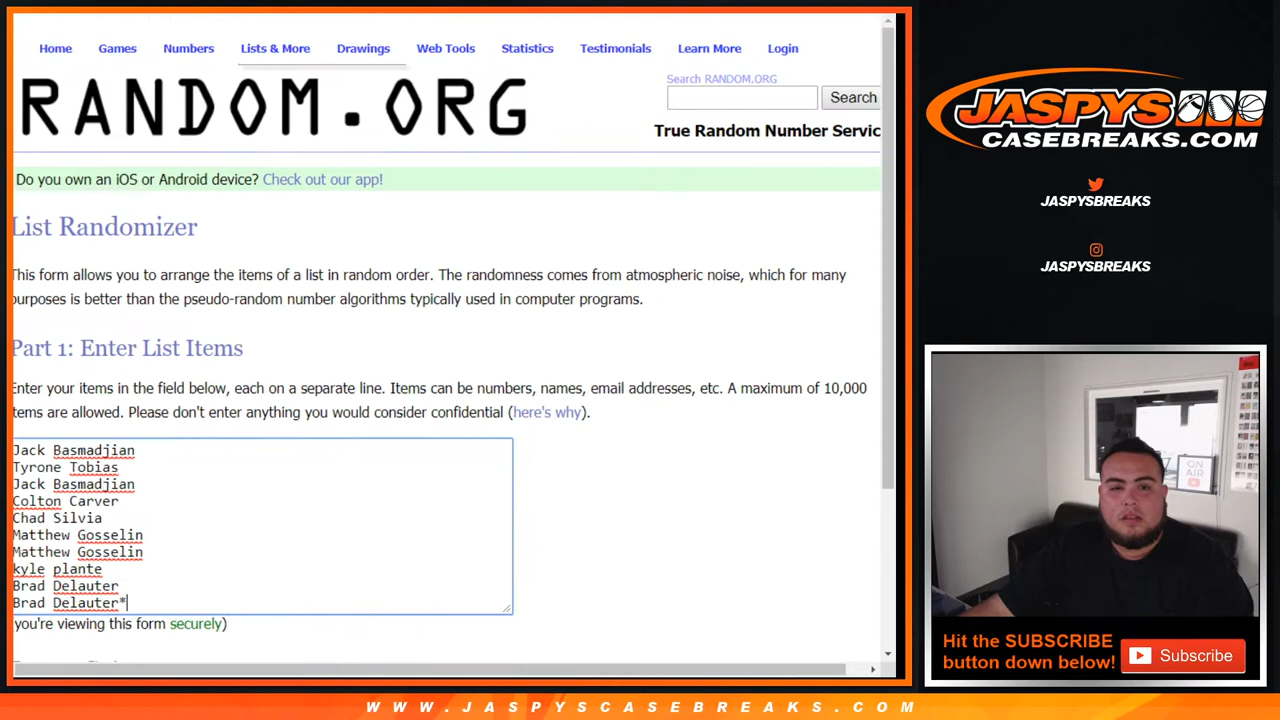 Home Games Numbers Lists & More Drawings Web Tools Statistics Testimonials Learn More Login
RANDOM.ORG
Search RANDOM.ORG
Search
True Random Number Servic
Do you own an iOS or Android device? Check out our app!
List Randomizer
This form allows you to arrange the items of a list in random order. The randomness comes from atmospheric noise, which for many
purposes is better than the pseudo-random number algorithms typically used in computer programs.
Part 1: Enter List Items
Enter your items in the field below, each on a separate line. Items can be numbers, names, email addresses, etc. A maximum of 10,000
items are allowed. Please don't enter anything you would consider confidential (here's why).
Jack Basmadjian
Tyrone Tobias
Jack Basmadjian
Colton Carver
Chad Silvia
Matthew Gosselin
Matthew Gosselin
kyle plante
Brad Delauter
Brad Delauter*
(you're viewing this form securely)
JASPYS
CASEBREAKS.COM
JASPYSBREAKS
JASPYSBREAKS
ON
AIR
Hit the SUBSCRIBE
button down below!
Subscribe
WWW.JASPYSCASEBREAKS.COM